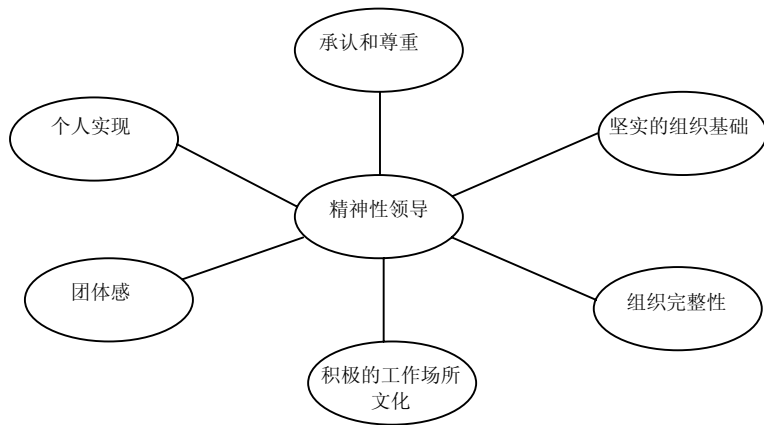 承认和尊重
个人实现
坚实的组织基础
精神性领导
团体感
组织完整性
积极的工作场所
文化